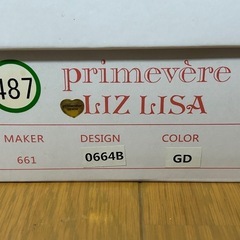 487
primevère
LIZ LISA
MAKER DESIGN COLOR
661 0664B GD